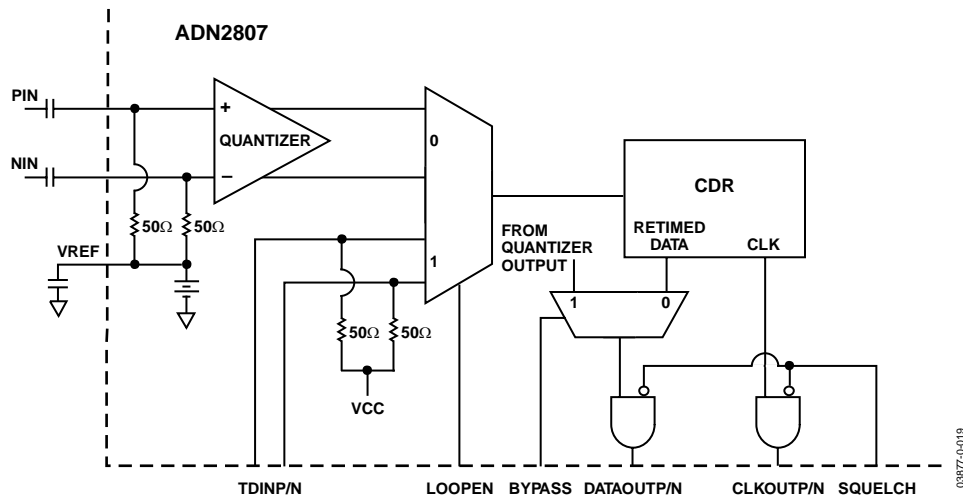 ADN2807
PIN
+
QUANTIZER
0
NIN
−
CDR
50Ω
50Ω
VREF
FROM
QUANTIZER
OUTPUT
RETIMED
DATA
CLK
1
1
0
50Ω
50Ω
VCC
TDINP/N
LOOPEN
BYPASS
DATAOUTP/N
CLKOUTP/N
SQUELCH
03877-0-019